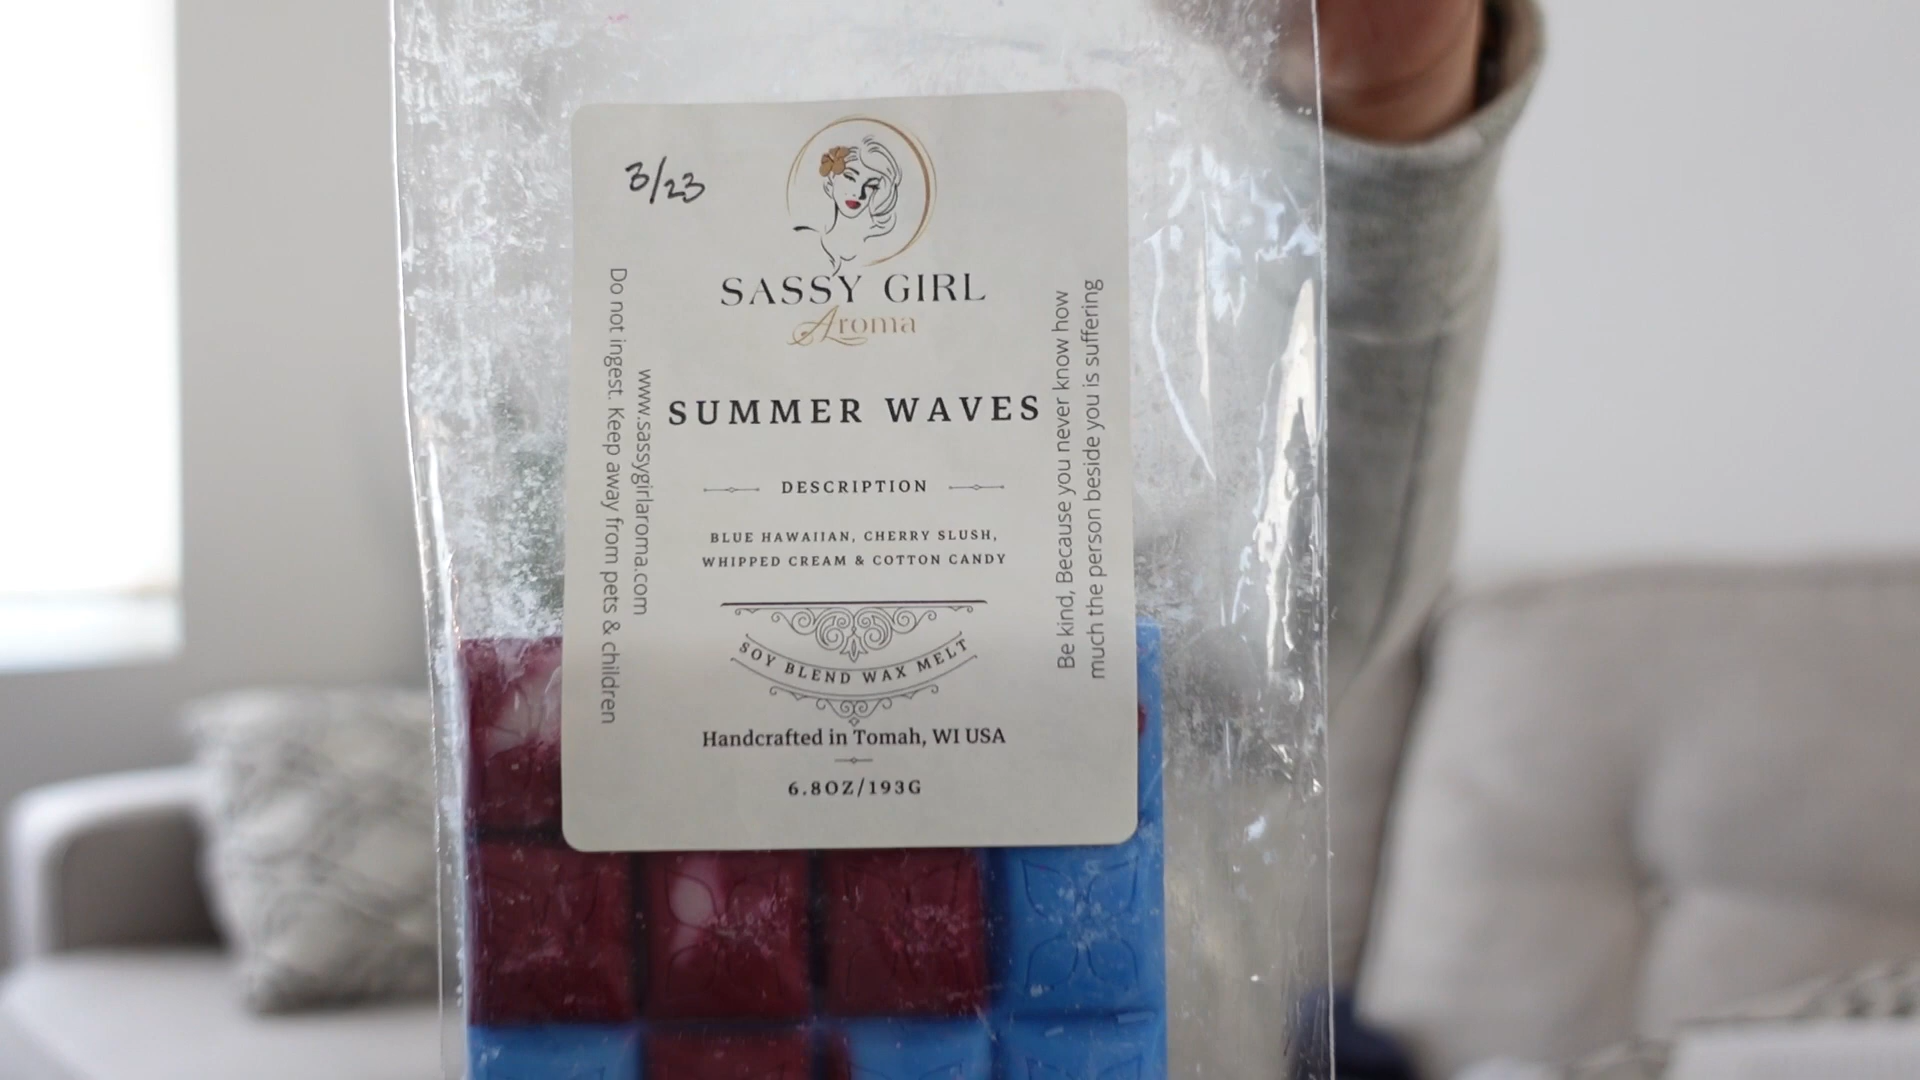 3/23
SASSY GIRL
Aroma
SUMMER WAVES
DESCRIPTION
BLUE HAWAIIAN, CHERRY SLUSH,
WHIPPED CREAM & COTTON CANDY
SOY BLEND WAX MELT
Handcrafted in Tomah, WI USA
6.8OZ/193G
www.sassygirlaroma.com
Do not ingest. Keep away from pets & children
Be kind, Because you never know how
much the person beside you is suffering